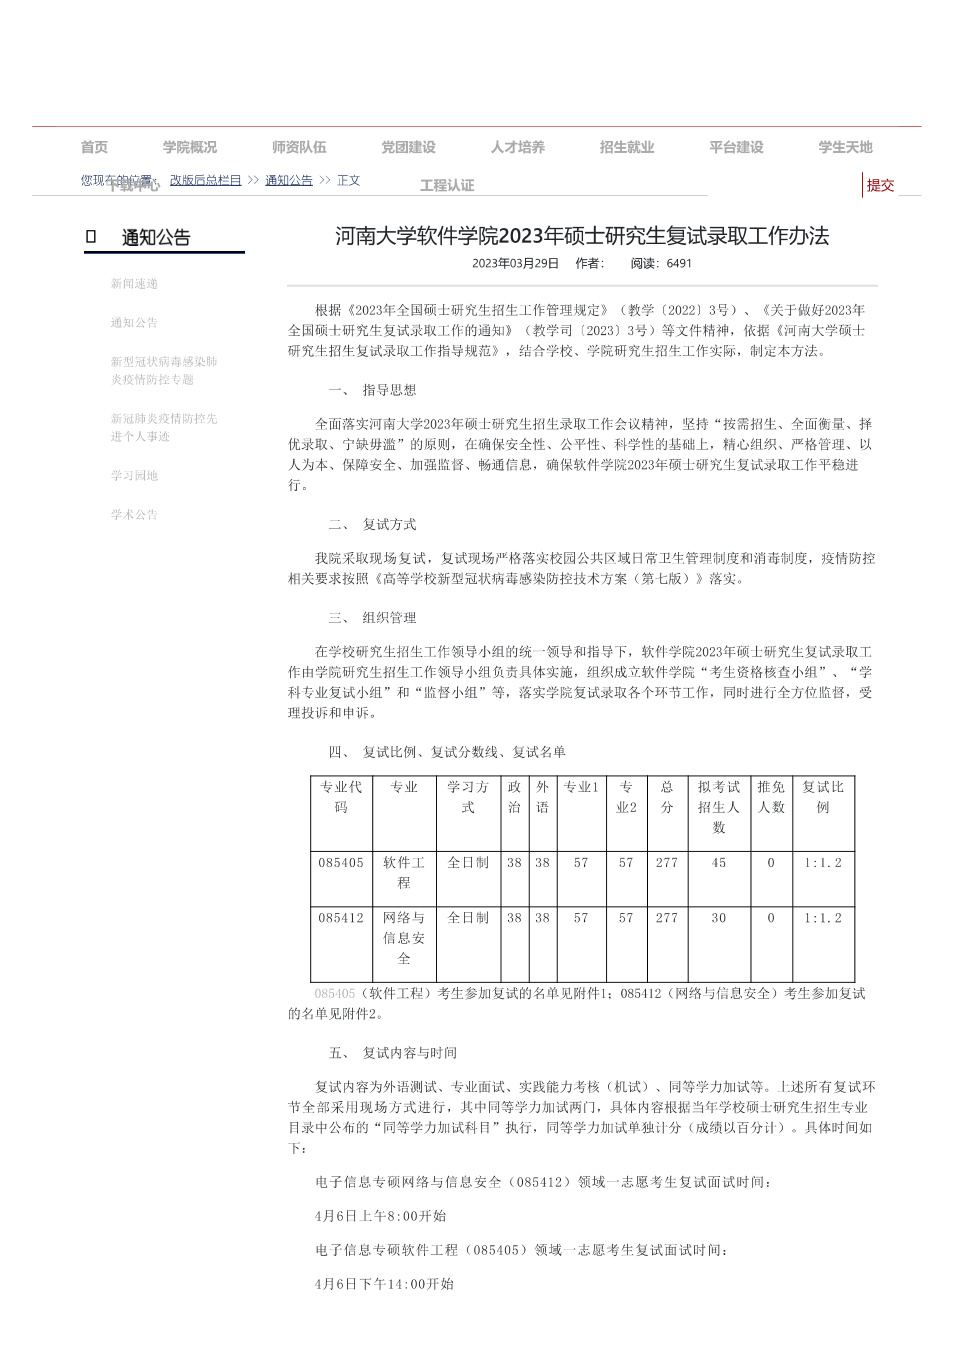 首页 学院概况 师资队伍 党团建设 人才培养 招生就业 平台建设 学生天地
您现在的位置： 改版后总栏目 >> 通知公告 >> 正文
下载中心 工程认证 提交
通知公告
新闻速递
通知公告
新型冠状病毒感染肺
炎疫情防控专题
新冠肺炎疫情防控先
进个人事迹
学习园地
学术公告
河南大学软件学院2023年硕士研究生复试录取工作办法
2023年03月29日 作者： 阅读：6491
根据《2023年全国硕士研究生招生工作管理规定》（教学〔2022〕3号）、《关于做好2023年
全国硕士研究生复试录取工作的通知》（教学司〔2023〕3号）等文件精神，依据《河南大学硕士
研究生招生复试录取工作指导规范》，结合学校、学院研究生招生工作实际，制定本方法。
一、 指导思想
全面落实河南大学2023年硕士研究生招生录取工作会议精神，坚持“按需招生、全面衡量、择
优录取、宁缺毋滥”的原则，在确保安全性、公平性、科学性的基础上，精心组织、严格管理、以
人为本、保障安全、加强监督、畅通信息，确保软件学院2023年硕士研究生复试录取工作平稳进
行。
二、 复试方式
我院采取现场复试，复试现场严格落实校园公共区域日常卫生管理制度和消毒制度，疫情防控
相关要求按照《高等学校新型冠状病毒感染防控技术方案（第七版）》落实。
三、 组织管理
在学校研究生招生工作领导小组的统一领导和指导下，软件学院2023年硕士研究生复试录取工
作由学院研究生招生工作领导小组负责具体实施，组织成立软件学院“考生资格核查小组”、“学
科专业复试小组”和“监督小组”等，落实学院复试录取各个环节工作，同时进行全方位监督，受
理投诉和申诉。
四、 复试比例、复试分数线、复试名单
专业代 专业 学习方 政 外 专业1 专 总 拟考试 推免 复试比
码 式 治 语 业2 分 招生人 人数 例
数
085405 软件工 全日制 38 38 57 57 277 45 0 1:1.2
程
085412 网络与 全日制 38 38 57 57 277 30 0 1:1.2
信息安
全
085405（软件工程）考生参加复试的名单见附件1；085412（网络与信息安全）考生参加复试
的名单见附件2。
五、 复试内容与时间
复试内容为外语测试、专业面试、实践能力考核（机试）、同等学力加试等。上述所有复试环
节全部采用现场方式进行，其中同等学力加试两门，具体内容根据当年学校硕士研究生招生专业
目录中公布的“同等学力加试科目”执行，同等学力加试单独计分（成绩以百分计）。具体时间如
下：
电子信息专硕网络与信息安全（085412）领域一志愿考生复试面试时间：
4月6日上午8:00开始
电子信息专硕软件工程（085405）领域一志愿考生复试面试时间：
4月6日下午14:00开始